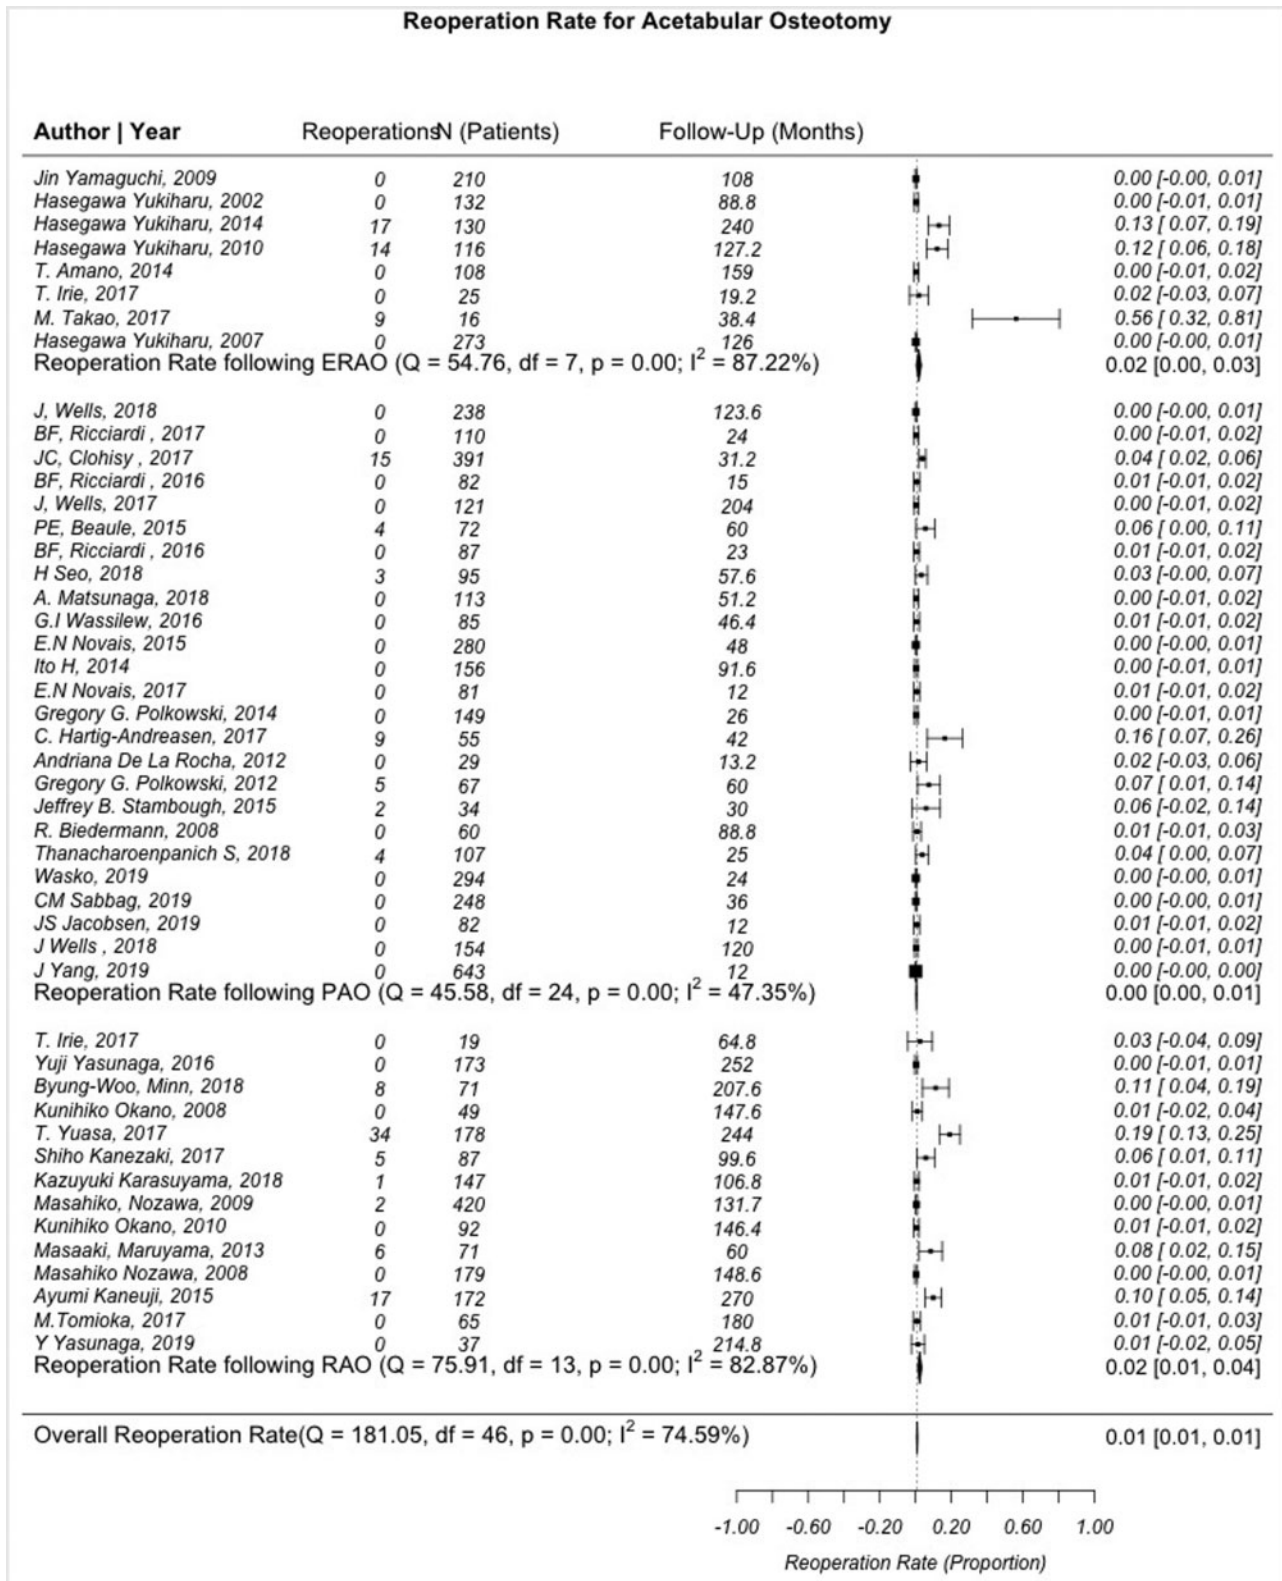 Reoperation Rate for Acetabular Osteotomy
Author | Year Reoperations N (Patients) Follow-Up (Months)
Jin Yamaguchi, 2009 0 210 108 0.00 [-0.00, 0.01]
Hasegawa Yukiharu, 2002 0 132 88.8 0.00 [-0.01, 0.01]
Hasegawa Yukiharu, 2014 17 130 240 0.13 [ 0.07, 0.19]
Hasegawa Yukiharu, 2010 14 116 127.2 0.12 [ 0.06, 0.18]
T. Amano, 2014 0 108 159 0.00 [-0.01, 0.02]
T. Irie, 2017 0 25 19.2 0.02 [-0.03, 0.07]
M. Takao, 2017 9 16 38.4 0.56 [ 0.32, 0.81]
Hasegawa Yukiharu, 2007 0 273 126 0.00 [-0.00, 0.01]
Reoperation Rate following ERAO (Q = 54.76, df = 7, p = 0.00; I² = 87.22%) 0.02 [0.00, 0.03]
J, Wells, 2018 0 238 123.6 0.00 [-0.00, 0.01]
BF, Ricciardi , 2017 0 110 24 0.00 [-0.01, 0.02]
JC, Clohisy , 2017 15 391 31.2 0.04 [ 0.02, 0.06]
BF, Ricciardi , 2016 0 82 15 0.01 [-0.01, 0.02]
J, Wells, 2017 0 121 204 0.00 [-0.01, 0.02]
PE, Beaule, 2015 4 72 60 0.06 [ 0.00, 0.11]
BF, Ricciardi , 2016 0 87 23 0.01 [-0.01, 0.02]
H Seo, 2018 3 95 57.6 0.03 [-0.00, 0.07]
A. Matsunaga, 2018 0 113 51.2 0.00 [-0.01, 0.02]
G.I Wassilew, 2016 0 85 46.4 0.01 [-0.01, 0.02]
E.N Novais, 2015 0 280 48 0.00 [-0.00, 0.01]
Ito H, 2014 0 156 91.6 0.00 [-0.01, 0.01]
E.N Novais, 2017 0 81 12 0.01 [-0.01, 0.02]
Gregory G. Polkowski, 2014 0 149 26 0.00 [-0.01, 0.01]
C. Hartig-Andreasen, 2017 9 55 42 0.16 [ 0.07, 0.26]
Andriana De La Rocha, 2012 0 29 13.2 0.02 [-0.03, 0.06]
Gregory G. Polkowski, 2012 5 67 60 0.07 [ 0.01, 0.14]
Jeffrey B. Stambough, 2015 2 34 30 0.06 [-0.02, 0.14]
R. Biedermann, 2008 0 60 88.8 0.01 [-0.01, 0.03]
Thanacharoenpanich S, 2018 4 107 25 0.04 [ 0.00, 0.07]
Wasko, 2019 0 294 24 0.00 [-0.00, 0.01]
CM Sabbag, 2019 0 248 36 0.00 [-0.00, 0.01]
JS Jacobsen, 2019 0 82 12 0.01 [-0.01, 0.02]
J Wells , 2018 0 154 120 0.00 [-0.01, 0.01]
J Yang, 2019 0 643 12 0.00 [-0.00, 0.00]
Reoperation Rate following PAO (Q = 45.58, df = 24, p = 0.00; I² = 47.35%) 0.00 [0.00, 0.01]
T. Irie, 2017 0 19 64.8 0.03 [-0.04, 0.09]
Yuji Yasunaga, 2016 0 173 252 0.00 [-0.01, 0.01]
Byung-Woo, Minn, 2018 8 71 207.6 0.11 [ 0.04, 0.19]
Kunihiko Okano, 2008 0 49 147.6 0.01 [-0.02, 0.04]
T. Yuasa, 2017 34 178 244 0.19 [ 0.13, 0.25]
Shiho Kanezaki, 2017 5 87 99.6 0.06 [ 0.01, 0.11]
Kazuyuki Karasuyama, 2018 1 147 106.8 0.01 [-0.01, 0.02]
Masahiko, Nozawa, 2009 2 420 131.7 0.00 [-0.00, 0.01]
Kunihiko Okano, 2010 0 92 146.4 0.01 [-0.01, 0.02]
Masaaki, Maruyama, 2013 6 71 60 0.08 [ 0.02, 0.15]
Masahiko Nozawa, 2008 0 179 148.6 0.00 [-0.00, 0.01]
Ayumi Kaneuji, 2015 17 172 270 0.10 [ 0.05, 0.14]
M.Tomioka, 2017 0 65 180 0.01 [-0.01, 0.03]
Y Yasunaga, 2019 0 37 214.8 0.01 [-0.02, 0.05]
Reoperation Rate following RAO (Q = 75.91, df = 13, p = 0.00; I² = 82.87%) 0.02 [0.01, 0.04]
Overall Reoperation Rate(Q = 181.05, df = 46, p = 0.00; I² = 74.59%) 0.01 [0.01, 0.01]
-1.00 -0.60 -0.20 0.20 0.60 1.00
Reoperation Rate (Proportion)